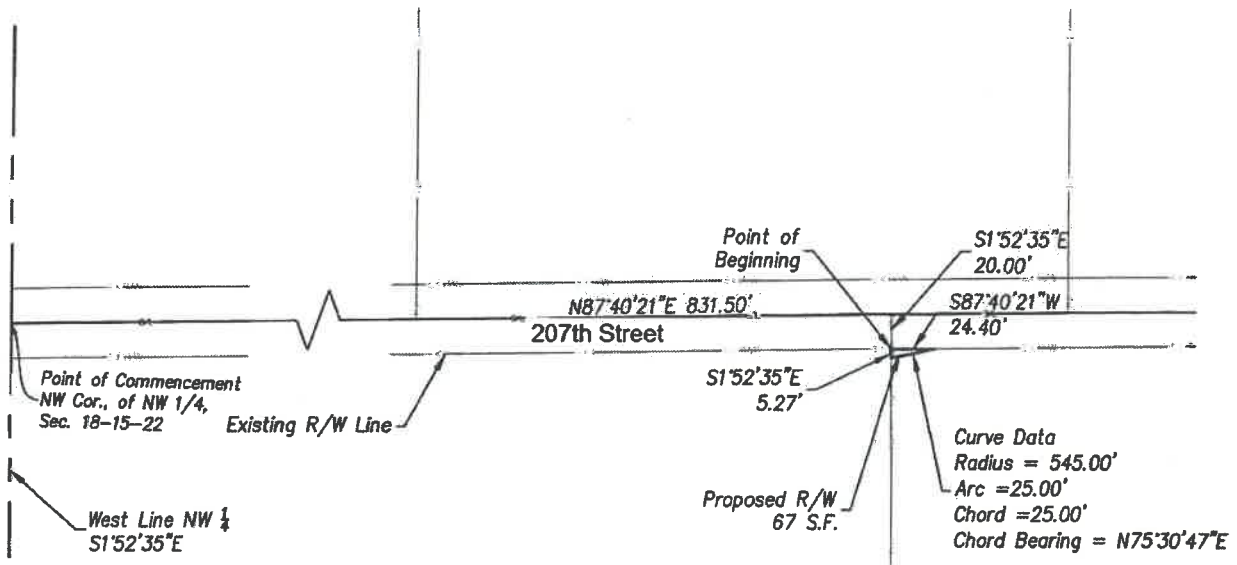 Point of
Beginning
S1°52'35"E
20.00'
N87°40'21"E 831.50'
S87°40'21"W
24.40'
207th Street
Point of Commencement
NW Cor., of NW 1/4,
Sec. 18-15-22
Existing R/W Line
S1°52'35"E
5.27'
Curve Data
Radius = 545.00'
Arc =25.00'
Chord =25.00'
Chord Bearing = N75°30'47"E
Proposed R/W
67 S.F.
West Line NW 1/4
S1°52'35"E